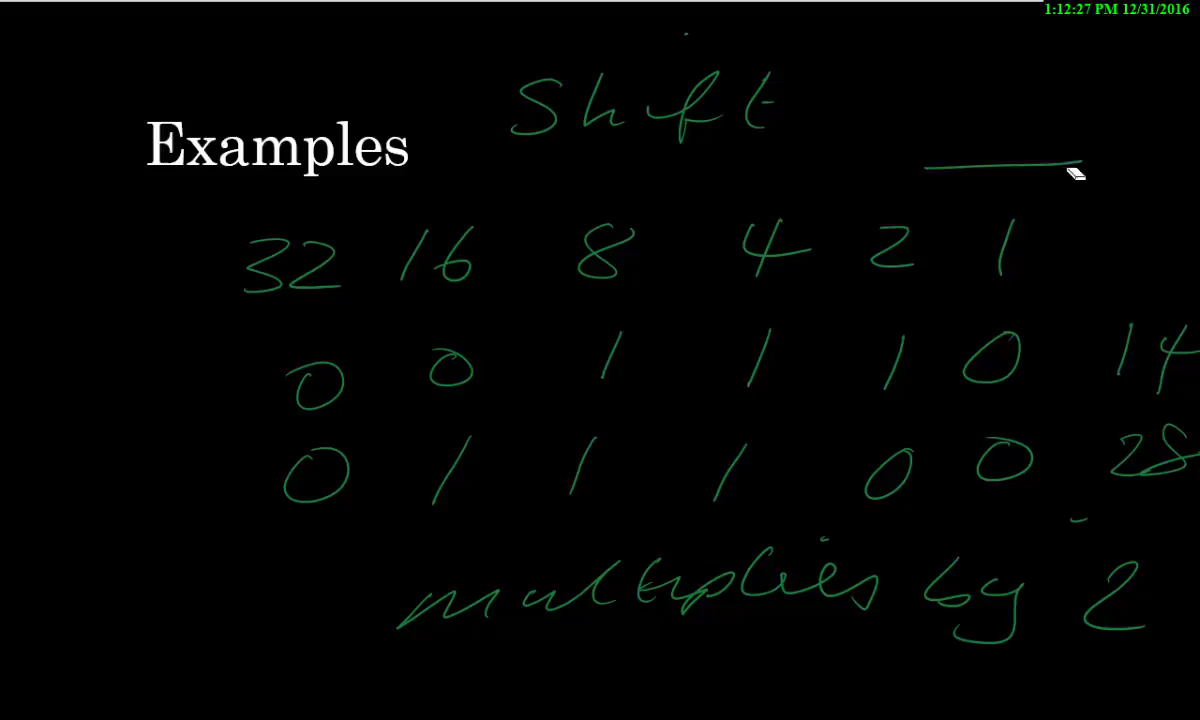 1:12:27 PM 12/31/2016
Shift
Examples
32 16 8 4 2 1
0 0 1 1 1 0 14
0 1 1 1 0 0 28
multiplies by 2